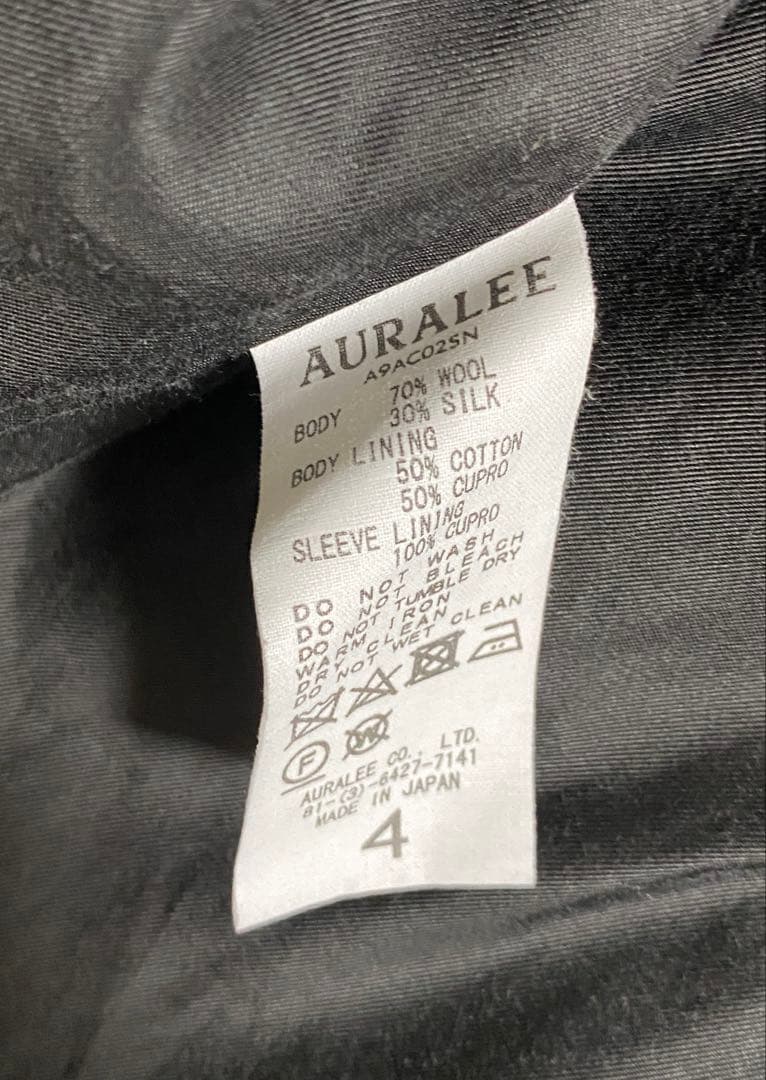 AURALEE
A9AC02SN
BODY 70% WOOL
30% SILK
BODY LINING
50% COTTON
50% CUPRO
SLEEVE LINING
100% CUPRO
DO NOT WASH
DO NOT BLEACH
DO NOT TUMBLE DRY
WARM IRON
DRY CLEAN
DO NOT WET CLEAN
F W
AURALEE CO., LTD.
81-(3)-6427-7141
MADE IN JAPAN
4